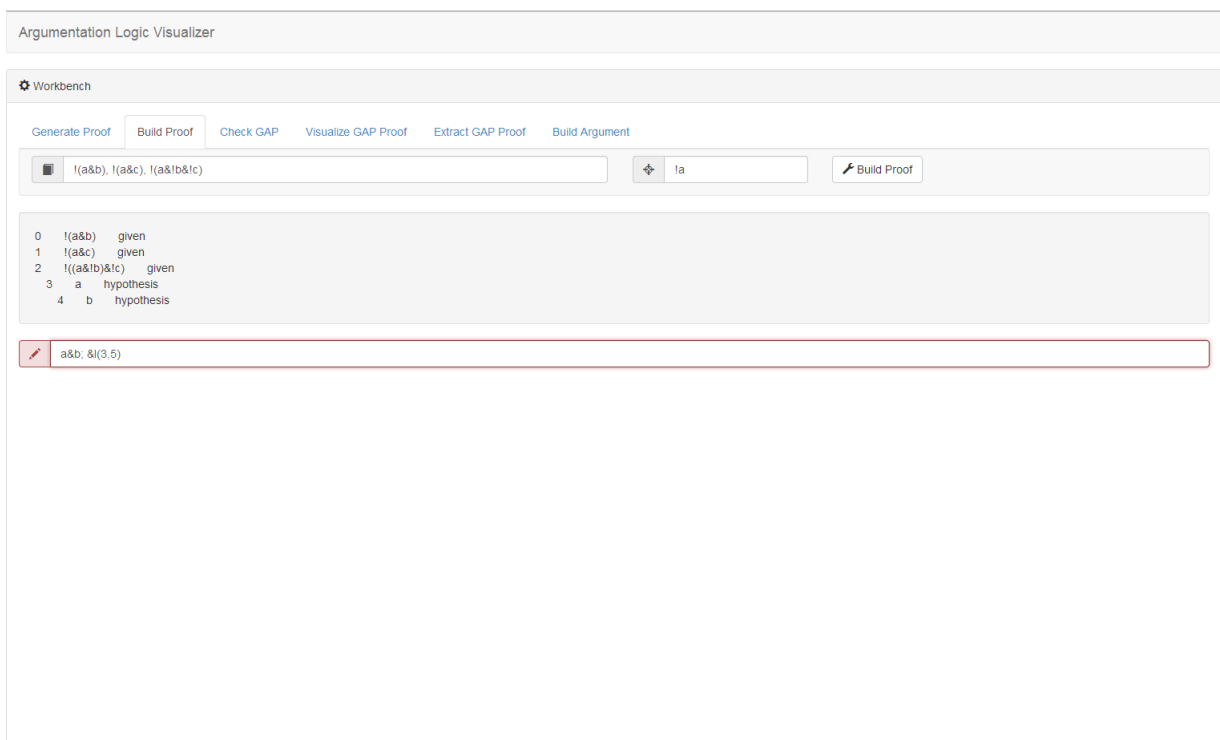 Argumentation Logic Visualizer
Workbench
Generate Proof Build Proof Check GAP Visualize GAP Proof Extract GAP Proof Build Argument
!(a&b), !(a&c), !(a&!b&!c) !a Build Proof
0 !(a&b) given
1 !(a&c) given
2 !((a&!b)&!c) given
3 a hypothesis
4 b hypothesis
a&b; &I(3,5)